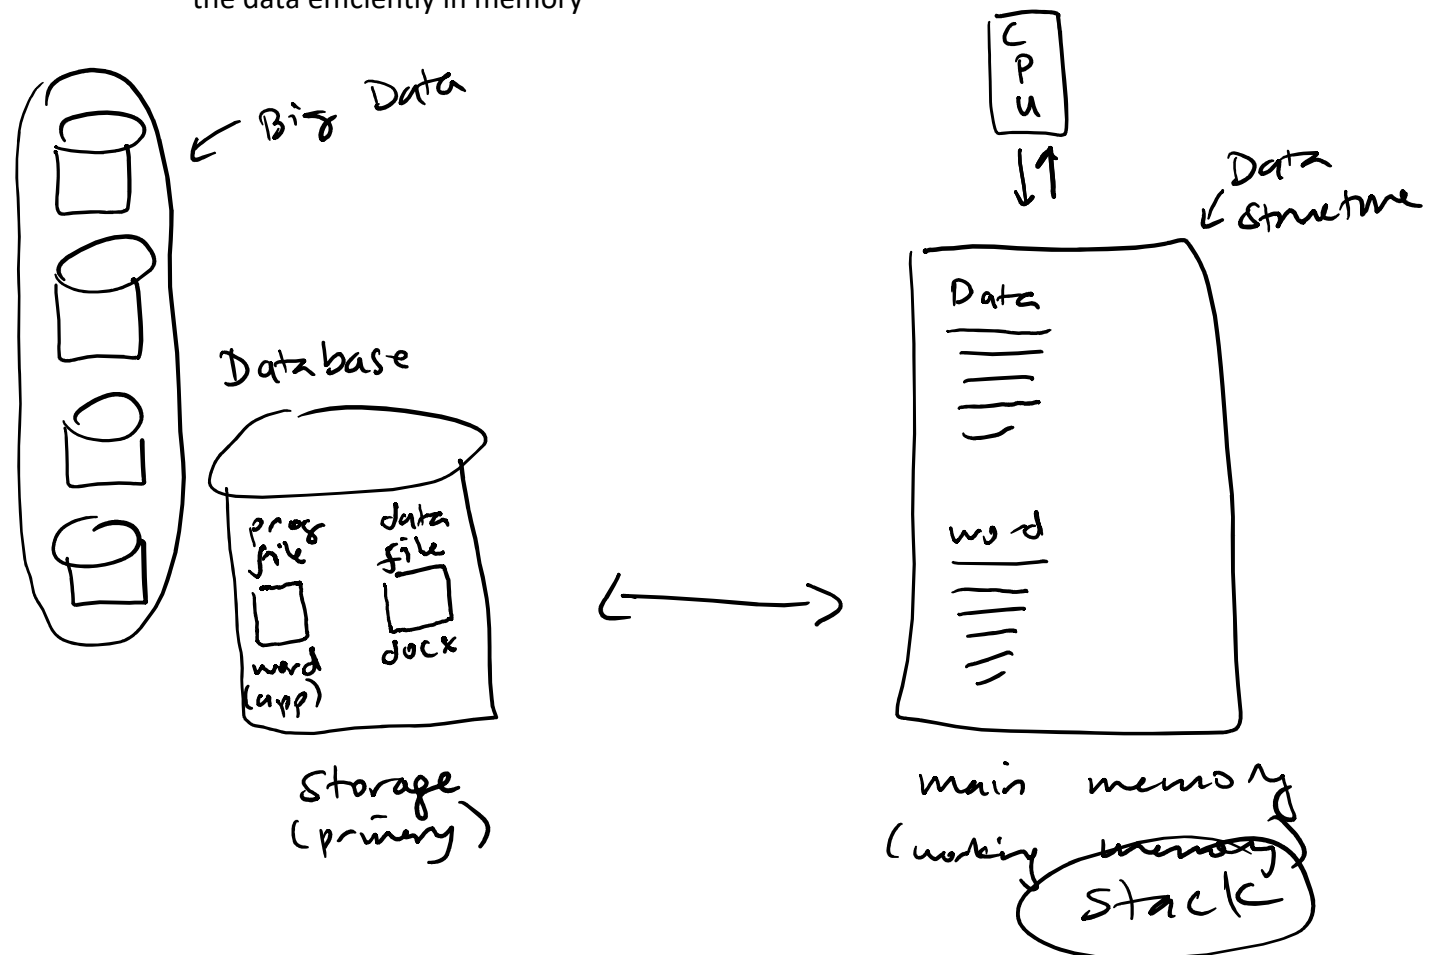 the data efficiently in memory
C
P
U
Big Data
Data
structure
Data
Database
prog
file
data
file
word
word
(app)
docx
Storage
(primary)
main memory
(working memory)
stack